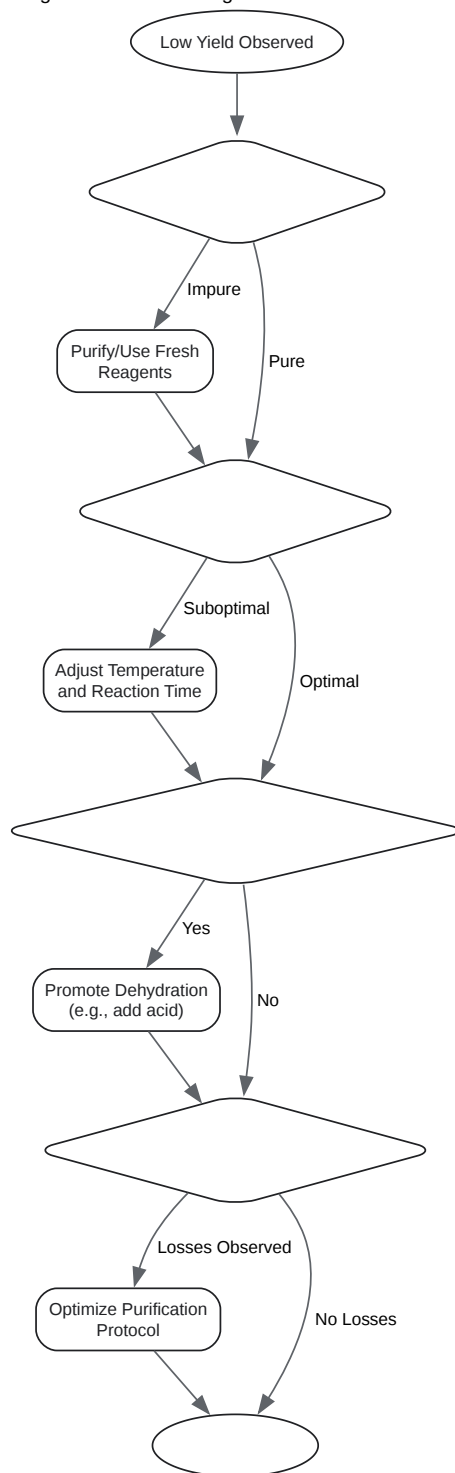 Low Yield Observed
Impure
Purify/Use Fresh
Reagents
Pure
Suboptimal
Adjust Temperature
and Reaction Time
Optimal
Yes
Promote Dehydration
(e.g., add acid)
No
Losses Observed
Optimize Purification
Protocol
No Losses